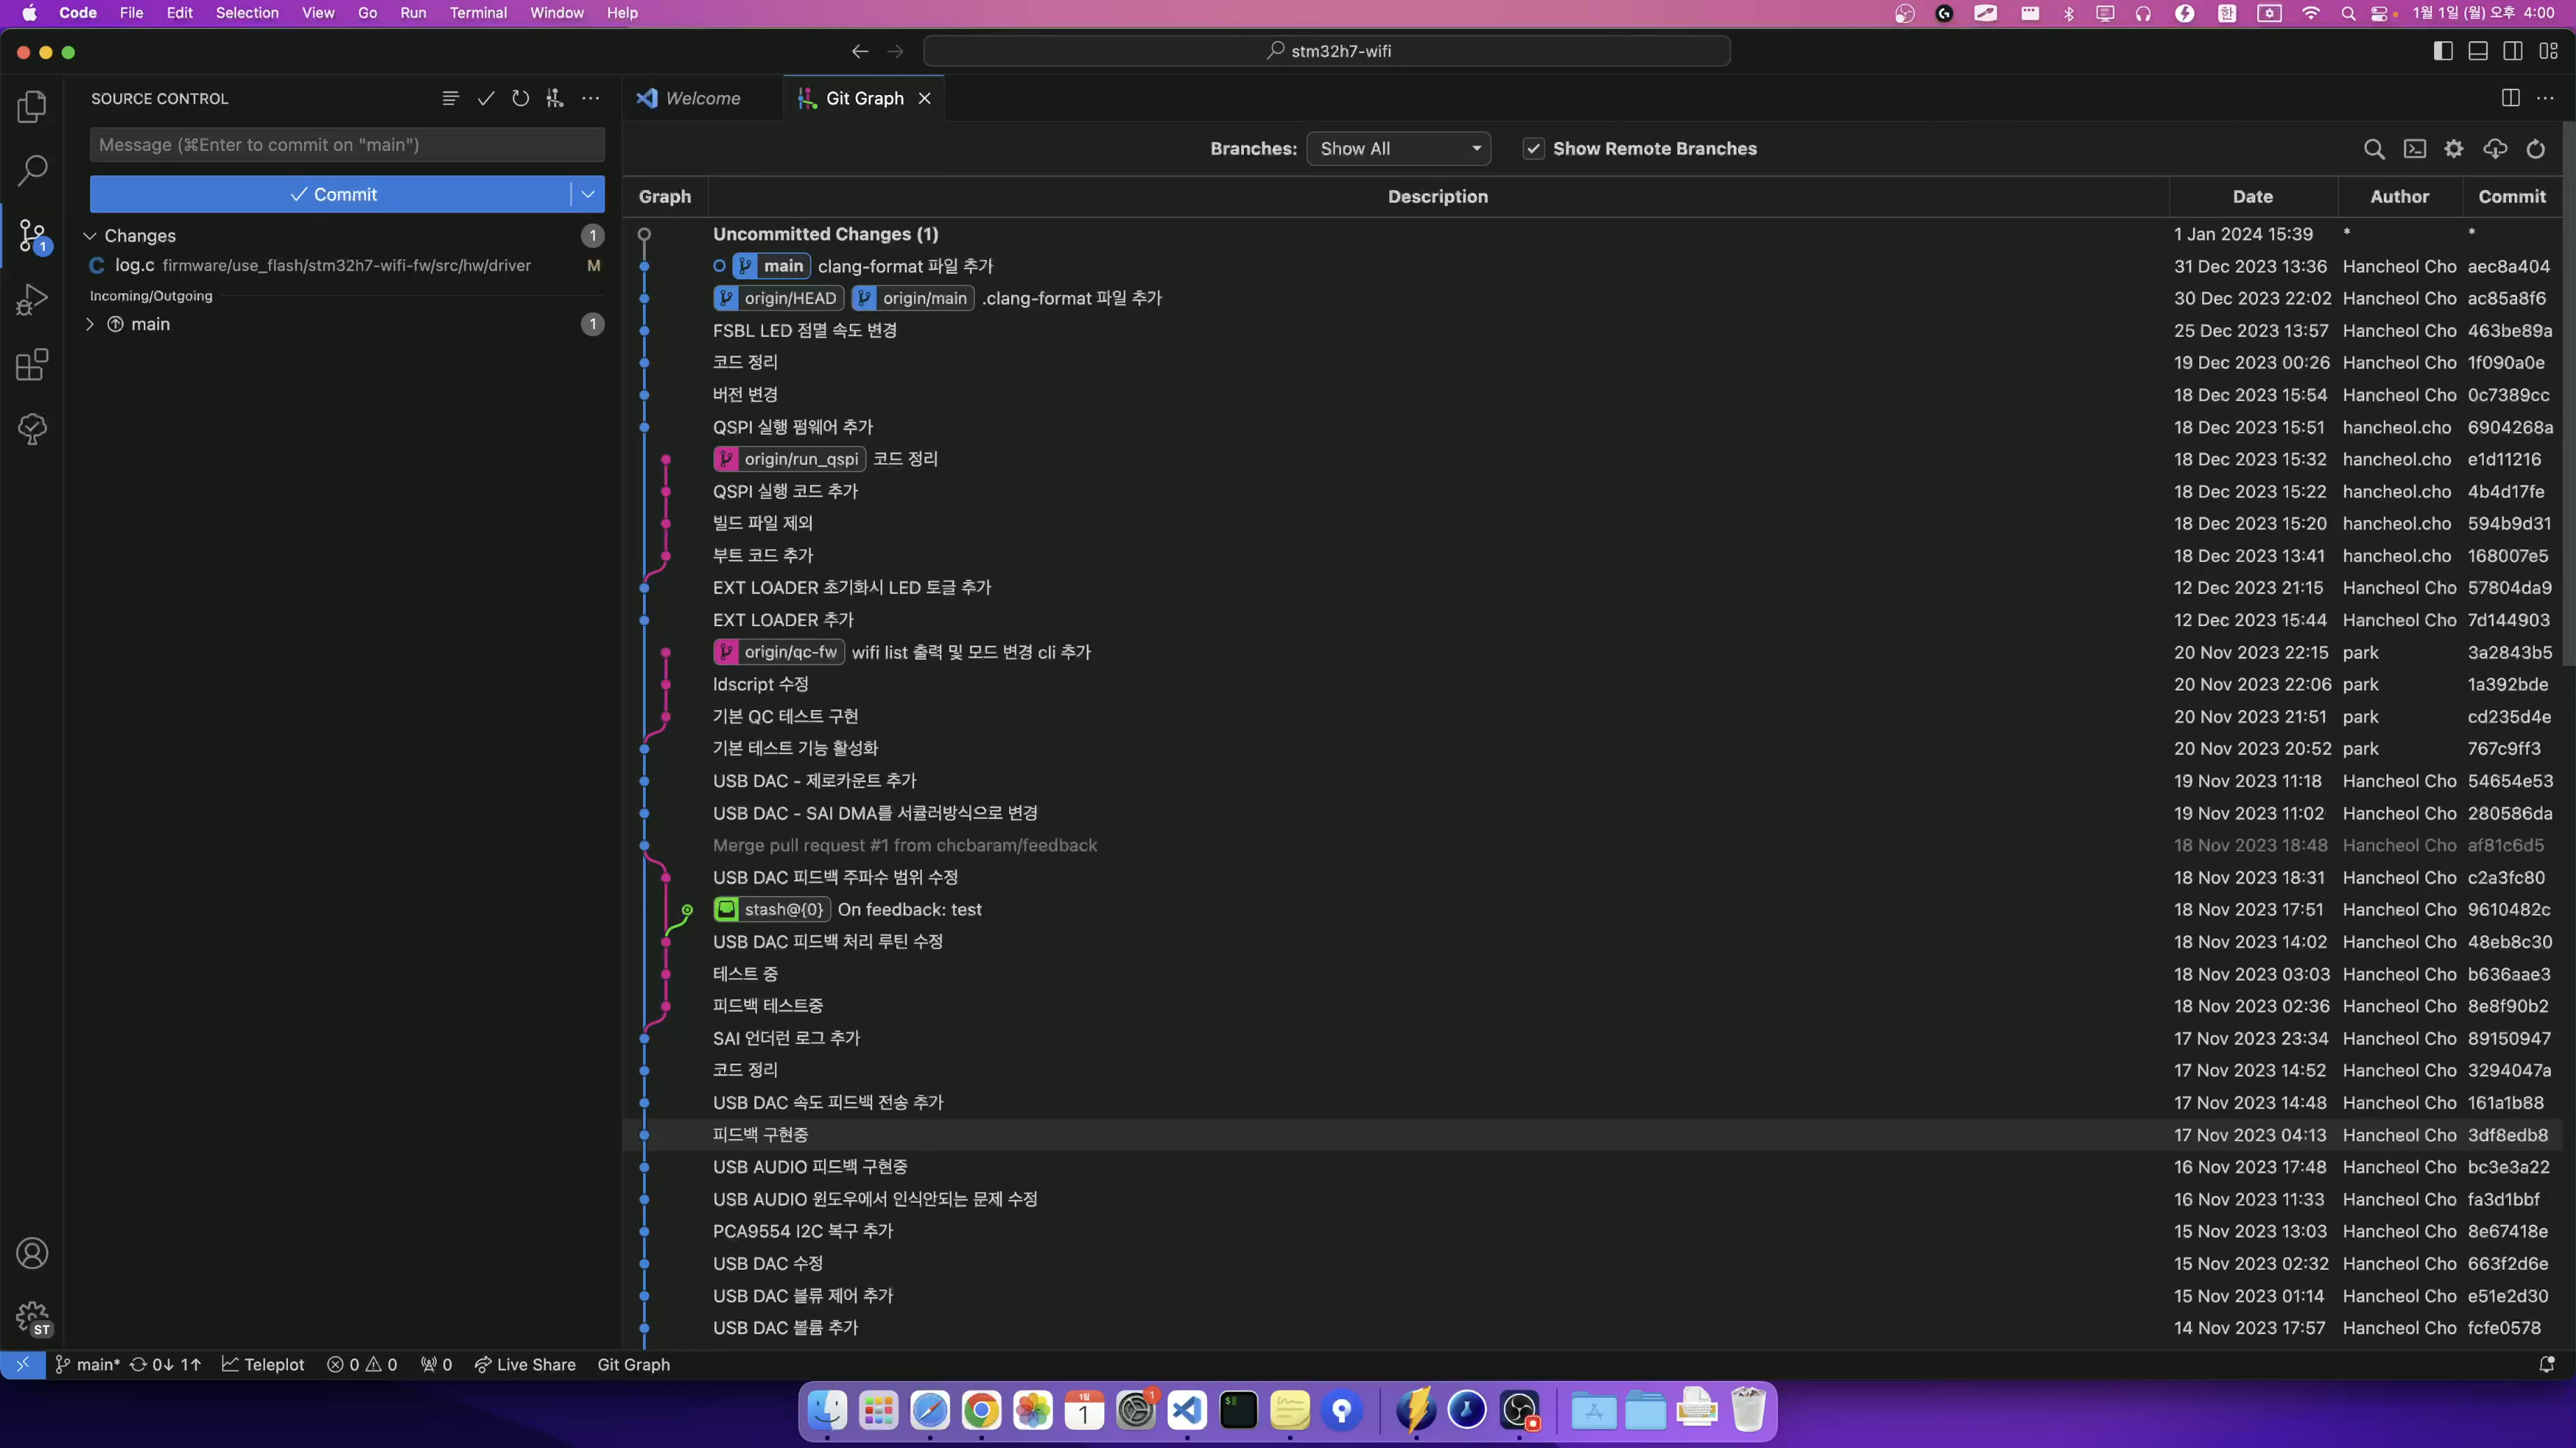 Code File Edit Selection View Go Run Terminal Window Help 한 1월 1일 (월) 오후 4:00
stm32h7-wifi
SOURCE CONTROL
Welcome Git Graph
Message (⌘Enter to commit on "main")
Branches: Show All Show Remote Branches
Commit
Graph Description Date Author Commit
Changes 1
C log.c firmware/use_flash/stm32h7-wifi-fw/src/hw/driver M
Incoming/Outgoing
main 1
1
Uncommitted Changes (1) 1 Jan 2024 15:39 * *
main clang-format 파일 추가 31 Dec 2023 13:36 Hancheol Cho aec8a404
origin/HEAD origin/main .clang-format 파일 추가 30 Dec 2023 22:02 Hancheol Cho ac85a8f6
FSBL LED 점멸 속도 변경 25 Dec 2023 13:57 Hancheol Cho 463be89a
코드 정리 19 Dec 2023 00:26 Hancheol Cho 1f090a0e
버전 변경 18 Dec 2023 15:54 Hancheol Cho 0c7389cc
QSPI 실행 펌웨어 추가 18 Dec 2023 15:51 hancheol.cho 6904268a
origin/run_qspi 코드 정리 18 Dec 2023 15:32 hancheol.cho e1d11216
QSPI 실행 코드 추가 18 Dec 2023 15:22 hancheol.cho 4b4d17fe
빌드 파일 제외 18 Dec 2023 15:20 hancheol.cho 594b9d31
부트 코드 추가 18 Dec 2023 13:41 hancheol.cho 168007e5
EXT LOADER 초기화시 LED 토글 추가 12 Dec 2023 21:15 Hancheol Cho 57804da9
EXT LOADER 추가 12 Dec 2023 15:44 Hancheol Cho 7d144903
origin/qc-fw wifi list 출력 및 모드 변경 cli 추가 20 Nov 2023 22:15 park 3a2843b5
ldscript 수정 20 Nov 2023 22:06 park 1a392bde
기본 QC 테스트 구현 20 Nov 2023 21:51 park cd235d4e
기본 테스트 기능 활성화 20 Nov 2023 20:52 park 767c9ff3
USB DAC - 제로카운트 추가 19 Nov 2023 11:18 Hancheol Cho 54654e53
USB DAC - SAI DMA를 서큘러방식으로 변경 19 Nov 2023 11:02 Hancheol Cho 280586da
Merge pull request #1 from chcbaram/feedback 18 Nov 2023 18:48 Hancheol Cho af81c6d5
USB DAC 피드백 주파수 범위 수정 18 Nov 2023 18:31 Hancheol Cho c2a3fc80
stash@{0} On feedback: test 18 Nov 2023 17:51 Hancheol Cho 9610482c
USB DAC 피드백 처리 루틴 수정 18 Nov 2023 14:02 Hancheol Cho 48eb8c30
테스트 중 18 Nov 2023 03:03 Hancheol Cho b636aae3
피드백 테스트중 18 Nov 2023 02:36 Hancheol Cho 8e8f90b2
SAI 언더런 로그 추가 17 Nov 2023 23:34 Hancheol Cho 89150947
코드 정리 17 Nov 2023 14:52 Hancheol Cho 3294047a
USB DAC 속도 피드백 전송 추가 17 Nov 2023 14:48 Hancheol Cho 161a1b88
피드백 구현중 17 Nov 2023 04:13 Hancheol Cho 3df8edb8
USB AUDIO 피드백 구현중 16 Nov 2023 17:48 Hancheol Cho bc3e3a22
USB AUDIO 윈도우에서 인식안되는 문제 수정 16 Nov 2023 11:33 Hancheol Cho fa3d1bbf
PCA9554 I2C 복구 추가 15 Nov 2023 13:03 Hancheol Cho 8e67418e
USB DAC 수정 15 Nov 2023 02:32 Hancheol Cho 663f2d6e
USB DAC 볼류 제어 추가 15 Nov 2023 01:14 Hancheol Cho e51e2d30
USB DAC 볼륨 추가 14 Nov 2023 17:57 Hancheol Cho fcfe0578
ST
main* 0↓ 1↑ Teleplot 0 0 0 Live Share Git Graph
1월
1
1